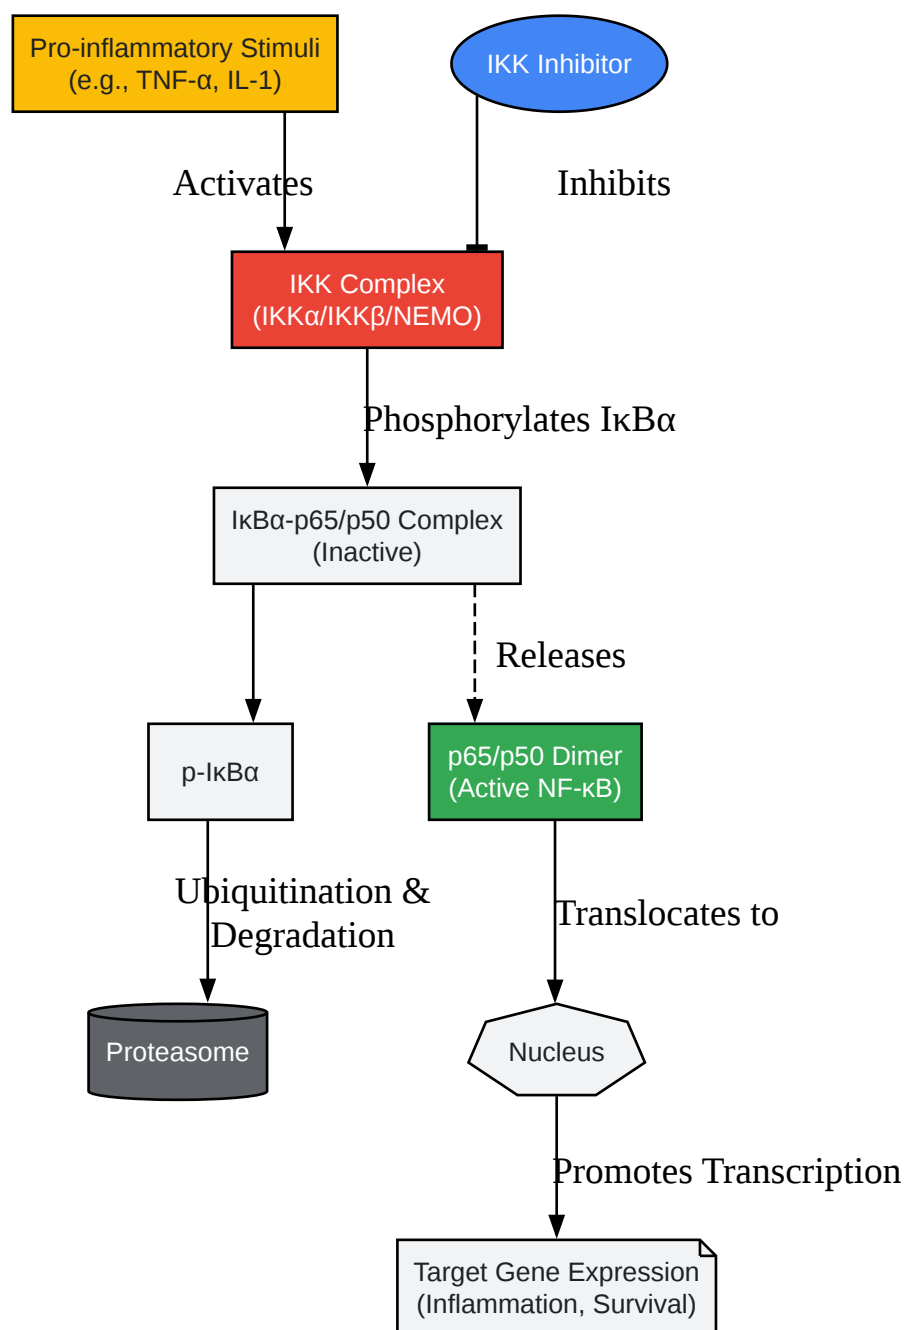 Pro-inflammatory Stimuli
(e.g., TNF-α, IL-1)
IKK Inhibitor
Activates
Inhibits
IKK Complex
(IKKα/IKKβ/NEMO)
Phosphorylates IκBα
IκBα-p65/p50 Complex
(Inactive)
Releases
p-IκBα
p65/p50 Dimer
(Active NF-κB)
Ubiquitination &
Degradation
Translocates to
Proteasome
Nucleus
Promotes Transcription
Target Gene Expression
(Inflammation, Survival)